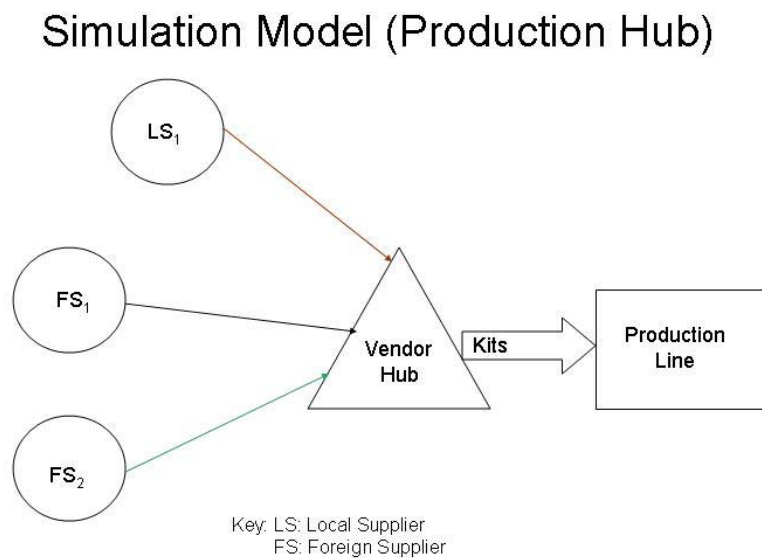 Simulation Model (Production Hub)
LS₁
FS₁
Vendor
Hub
Kits
Production
Line
FS₂
Key: LS: Local Supplier
FS: Foreign Supplier